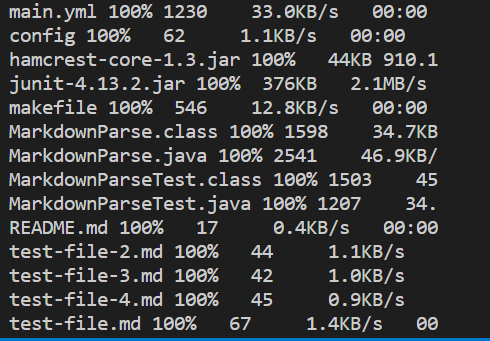 main.yml 100% 1230    33.0KB/s   00:00
config 100%   62     1.1KB/s   00:00
hamcrest-core-1.3.jar 100%   44KB 910.1
junit-4.13.2.jar 100%  376KB   2.1MB/s
makefile 100%  546    12.8KB/s   00:00
MarkdownParse.class 100% 1598    34.7KB
MarkdownParse.java 100% 2541    46.9KB/
MarkdownParseTest.class 100% 1503    45
MarkdownParseTest.java 100% 1207    34.
README.md 100%   17     0.4KB/s   00:00
test-file-2.md 100%   44     1.1KB/s
test-file-3.md 100%   42     1.0KB/s
test-file-4.md 100%   45     0.9KB/s
test-file.md 100%   67     1.4KB/s   00